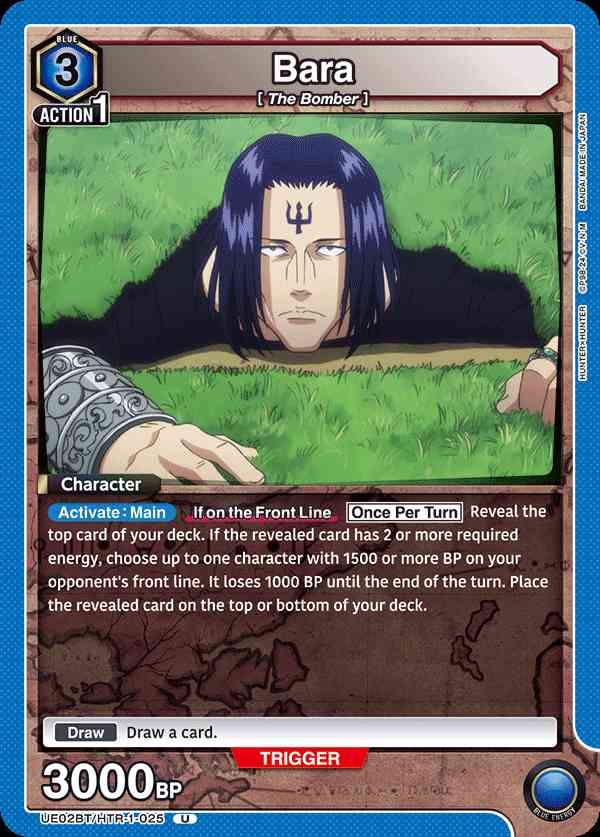 BLUE
3
ACTION 1
Bara
[ The Bomber ]
HUNTER×HUNTER ©P98-24 ©V･N･M BANDAI MADE IN JAPAN
Character
Activate : Main If on the Front Line Once Per Turn Reveal the
top card of your deck. If the revealed card has 2 or more required
energy, choose up to one character with 1500 or more BP on your
opponent's front line. It loses 1000 BP until the end of the turn. Place
the revealed card on the top or bottom of your deck.
Draw Draw a card.
TRIGGER
3000 BP
BLUE ENERGY
UE02BT/HTR-1-025 U